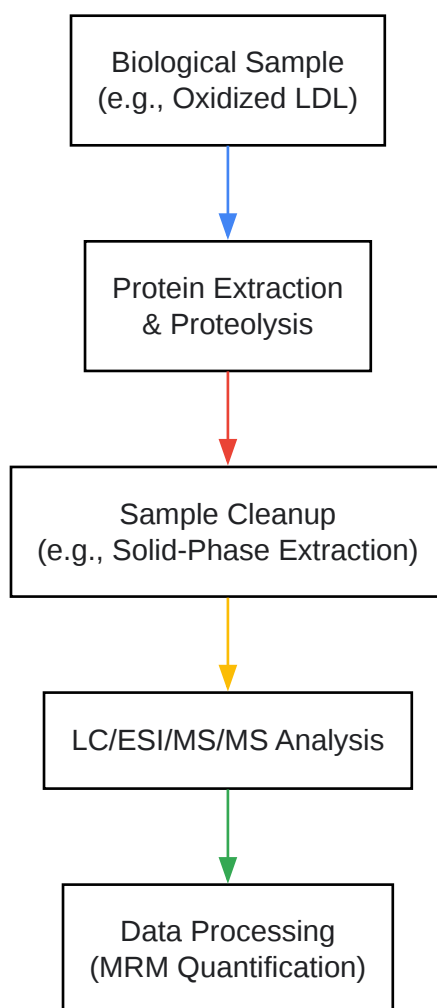 Biological Sample
(e.g., Oxidized LDL)
Protein Extraction
& Proteolysis
Sample Cleanup
(e.g., Solid-Phase Extraction)
LC/ESI/MS/MS Analysis
Data Processing
(MRM Quantification)